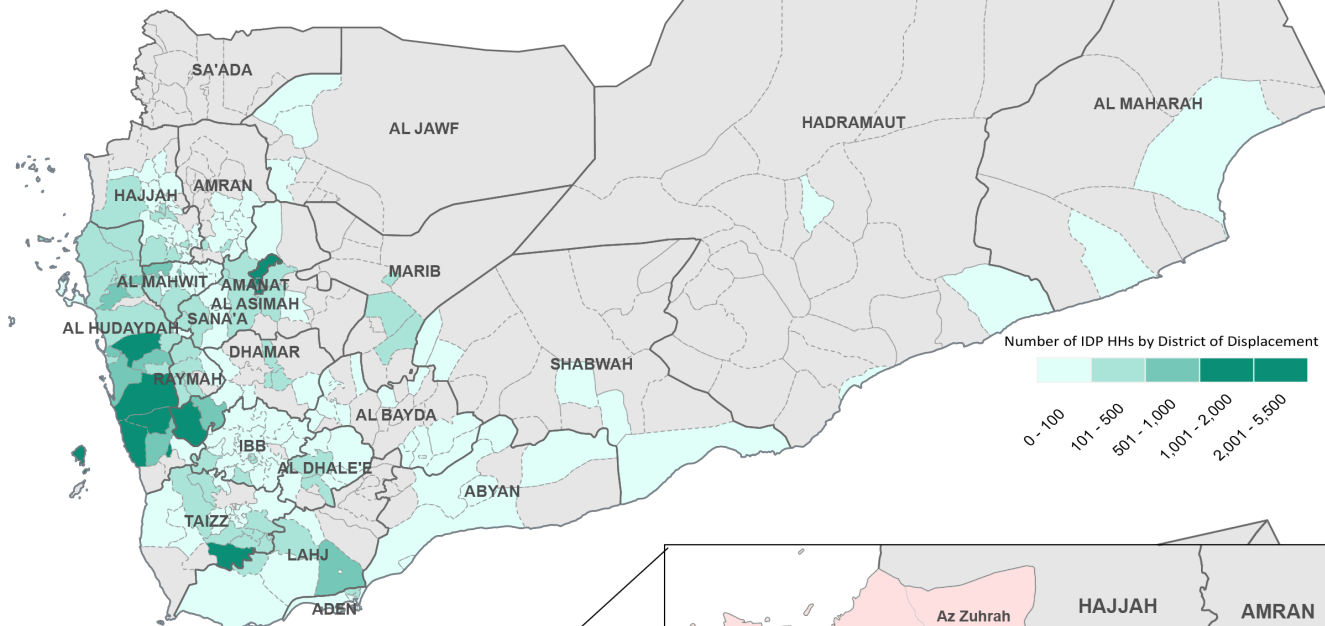 SA'ADA
AL JAWF
HADRAMAUT
AL MAHARAH
HAJJAH
AMRAN
MARIB
AL MAHWIT
AMANAT
AL ASIMAH
SANA'A
AL HUDAYDAH
DHAMAR
RAYMAH
SHABWAH
AL BAYDA
IBB
AL DHALE'E
ABYAN
TAIZZ
LAHJ
ADEN
Number of IDP HHs by District of Displacement
0 - 100
101 - 500
501 - 1,000
1,001 - 2,000
2,001 - 5,500
Az Zuhrah
HAJJAH
AMRAN